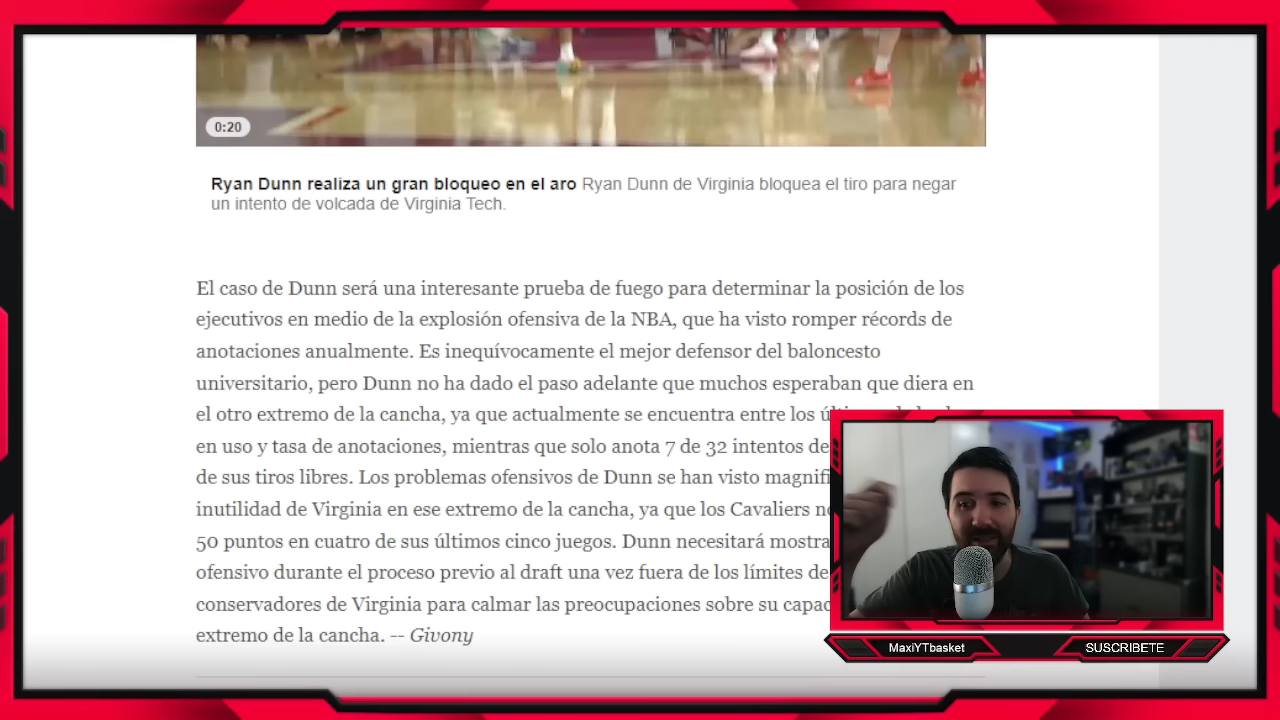 0:20
Ryan Dunn realiza un gran bloqueo en el aro Ryan Dunn de Virginia bloquea el tiro para negar
un intento de volcada de Virginia Tech.
El caso de Dunn será una interesante prueba de fuego para determinar la posición de los
ejecutivos en medio de la explosión ofensiva de la NBA, que ha visto romper récords de
anotaciones anualmente. Es inequívocamente el mejor defensor del baloncesto
universitario, pero Dunn no ha dado el paso adelante que muchos esperaban que diera en
el otro extremo de la cancha, ya que actualmente se encuentra entre los
en uso y tasa de anotaciones, mientras que solo anota 7 de 32 intentos de
de sus tiros libres. Los problemas ofensivos de Dunn se han visto
inutilidad de Virginia en ese extremo de la cancha, ya que los Cavaliers
50 puntos en cuatro de sus últimos cinco juegos. Dunn necesitará
ofensivo durante el proceso previo al draft una vez fuera de los límites de
conservadores de Virginia para calmar las preocupaciones sobre su
extremo de la cancha. -- Givony
MaxiYTbasket
SUSCRIBETE